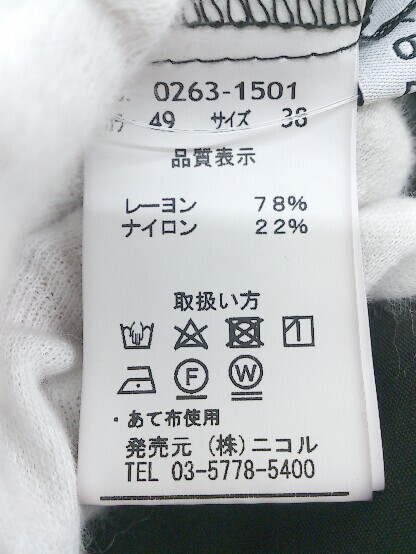 0263-1501
49 サイズ 38
品質表示
レーヨン 78%
ナイロン 22%
取扱い方
F W
・あて布使用
発売元 (株)ニコル
TEL 03-5778-5400